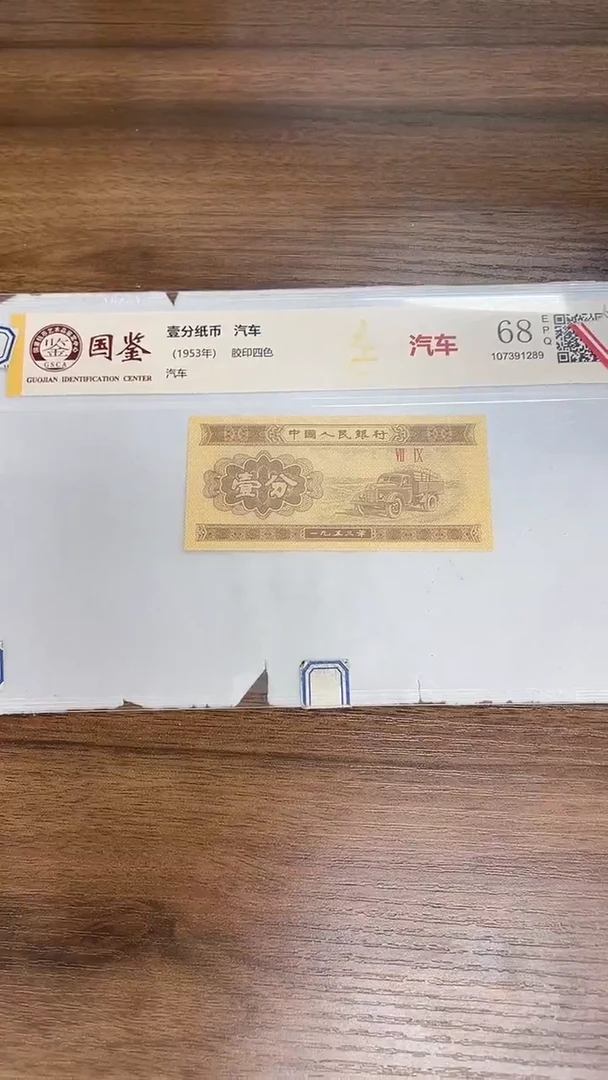 国鉴
GSCA
GUOJIAN IDENTIFICATION CENTER
壹分纸币 汽车
(1953年) 胶印四色
汽车
汽车
68
EPQ
107391289
中國人民銀行
VII IX
壹分
一九五三年